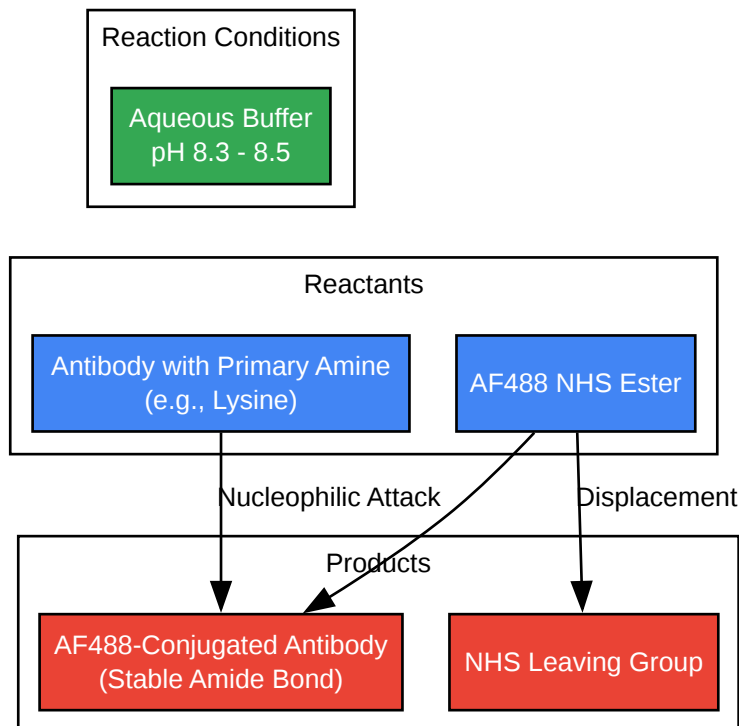 Reaction Conditions
Aqueous Buffer
pH 8.3 - 8.5
Reactants
Antibody with Primary Amine
(e.g., Lysine)
AF488 NHS Ester
Nucleophilic Attack
Displacement
Products
AF488-Conjugated Antibody
(Stable Amide Bond)
NHS Leaving Group